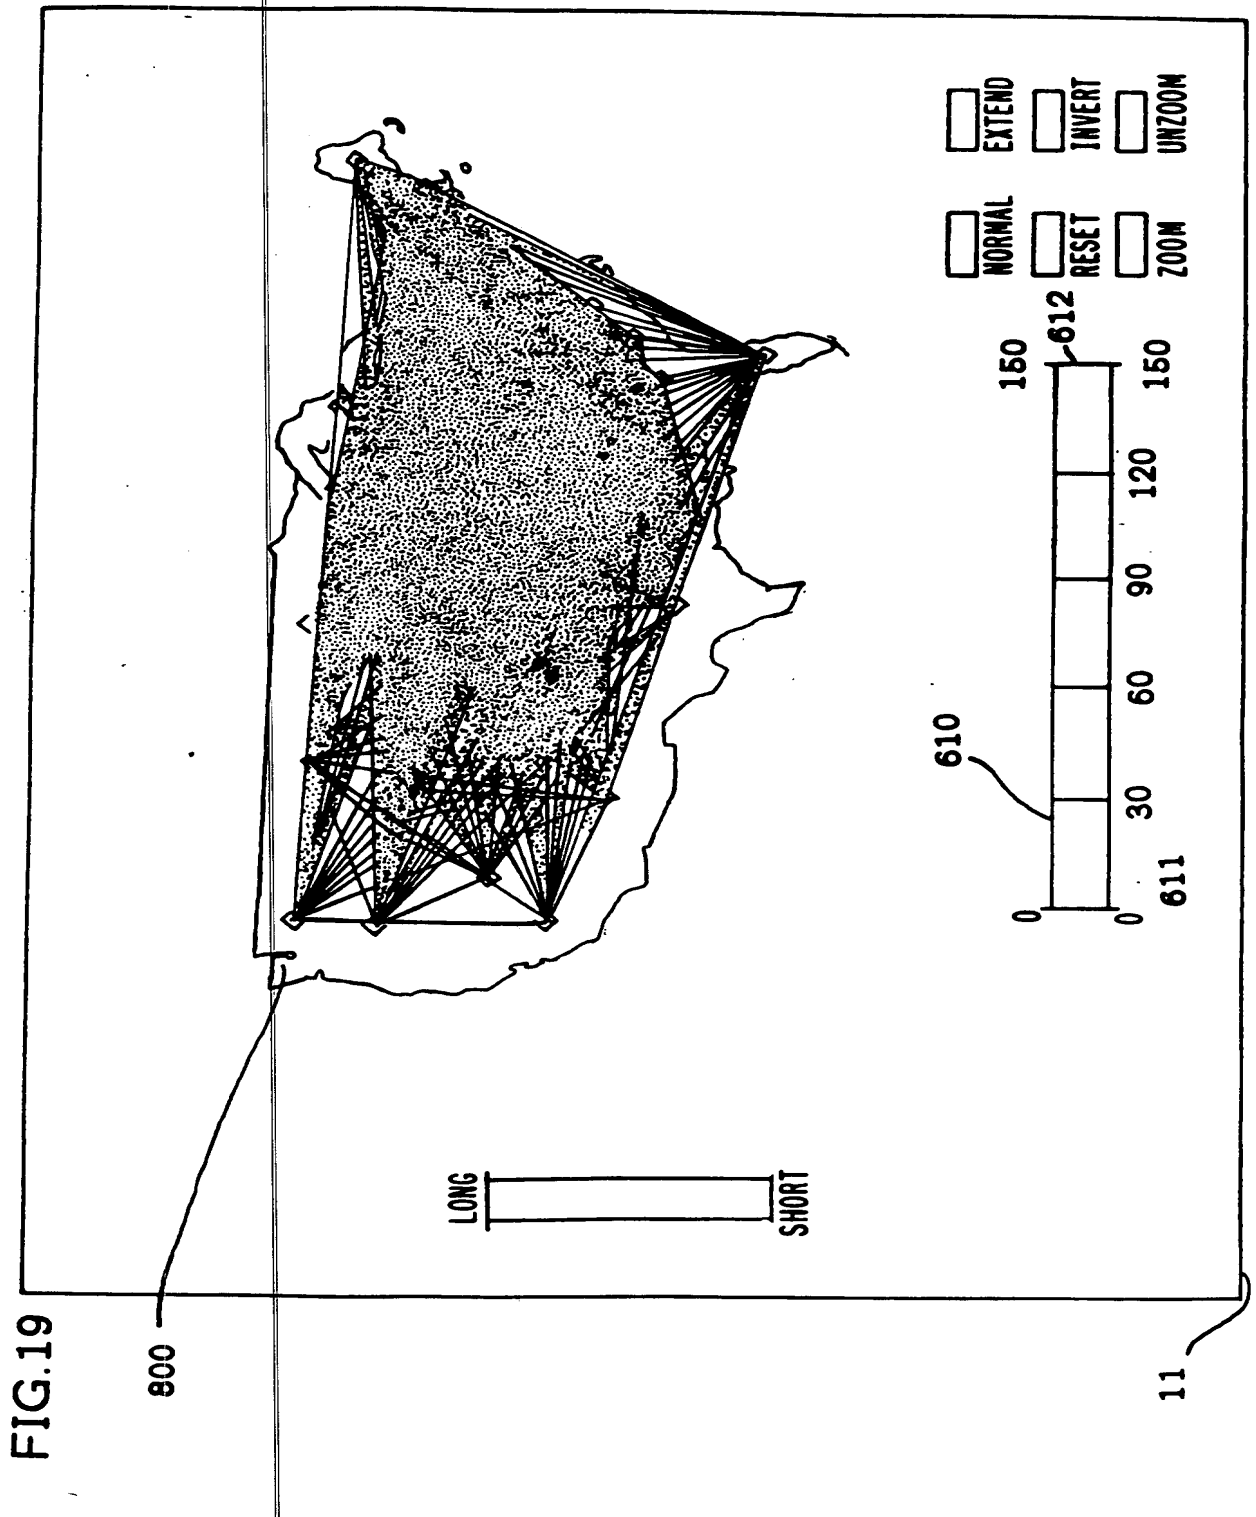 FIG.19
800
LONG
SHORT
610
0 150
612
0 30 60 90 120 150
611
NORMAL EXTEND
RESET INVERT
ZOOM UNZOOM
11